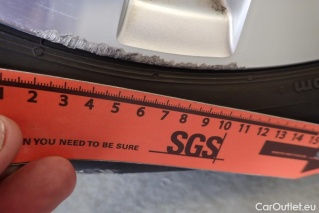 1 2 3 4 5 6 7 8 9 10 11 12 13 14 15
N YOU NEED TO BE SURE SGS
CarOutlet.eu